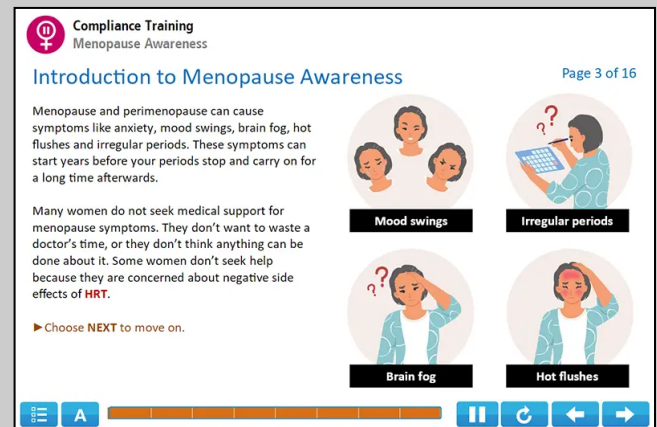 Compliance Training
Menopause Awareness
Introduction to Menopause Awareness
Page 3 of 16
Menopause and perimenopause can cause
symptoms like anxiety, mood swings, brain fog, hot
flushes and irregular periods. These symptoms can
start years before your periods stop and carry on for
a long time afterwards.
Many women do not seek medical support for
menopause symptoms. They don't want to waste a
doctor's time, or they don't think anything can be
done about it. Some women don't seek help
because they are concerned about negative side
effects of HRT.
►Choose NEXT to move on.
Mood swings
??
Irregular periods
??
Brain fog
Hot flushes
A